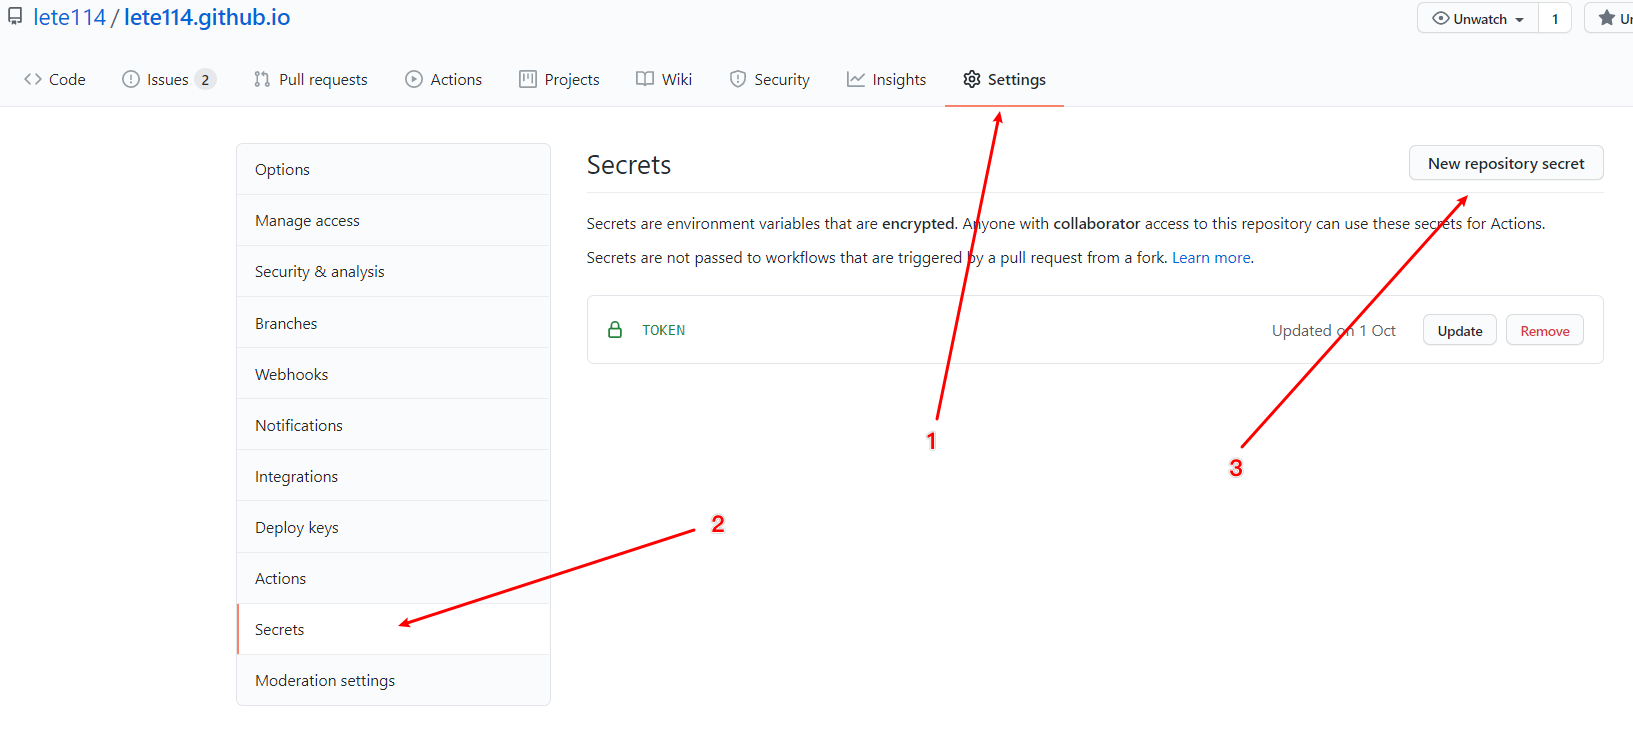 lete114 / lete114.github.io
Unwatch 1
Code Issues 2 Pull requests Actions Projects Wiki Security Insights Settings
Options
Manage access
Security & analysis
Branches
Webhooks
Notifications
Integrations
Deploy keys
Actions
Secrets
Moderation settings
Secrets
New repository secret
Secrets are environment variables that are encrypted. Anyone with collaborator access to this repository can use these secrets for Actions.
Secrets are not passed to workflows that are triggered by a pull request from a fork. Learn more.
TOKEN Updated on 1 Oct Update Remove
1
3
2